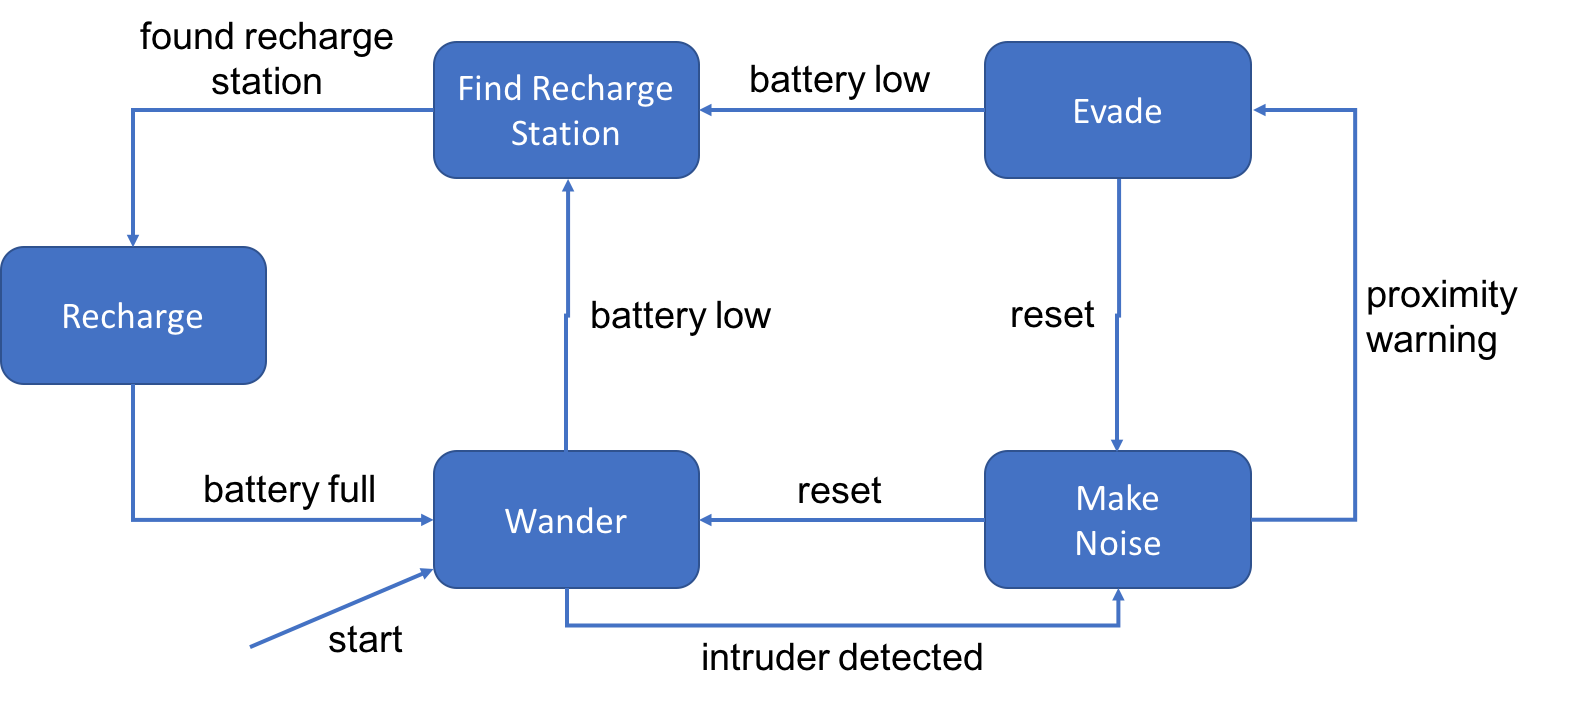 found recharge
station
Find Recharge
Station
battery low
Evade
Recharge
battery low
reset
proximity
warning
battery full
Wander
reset
Make
Noise
start
intruder detected